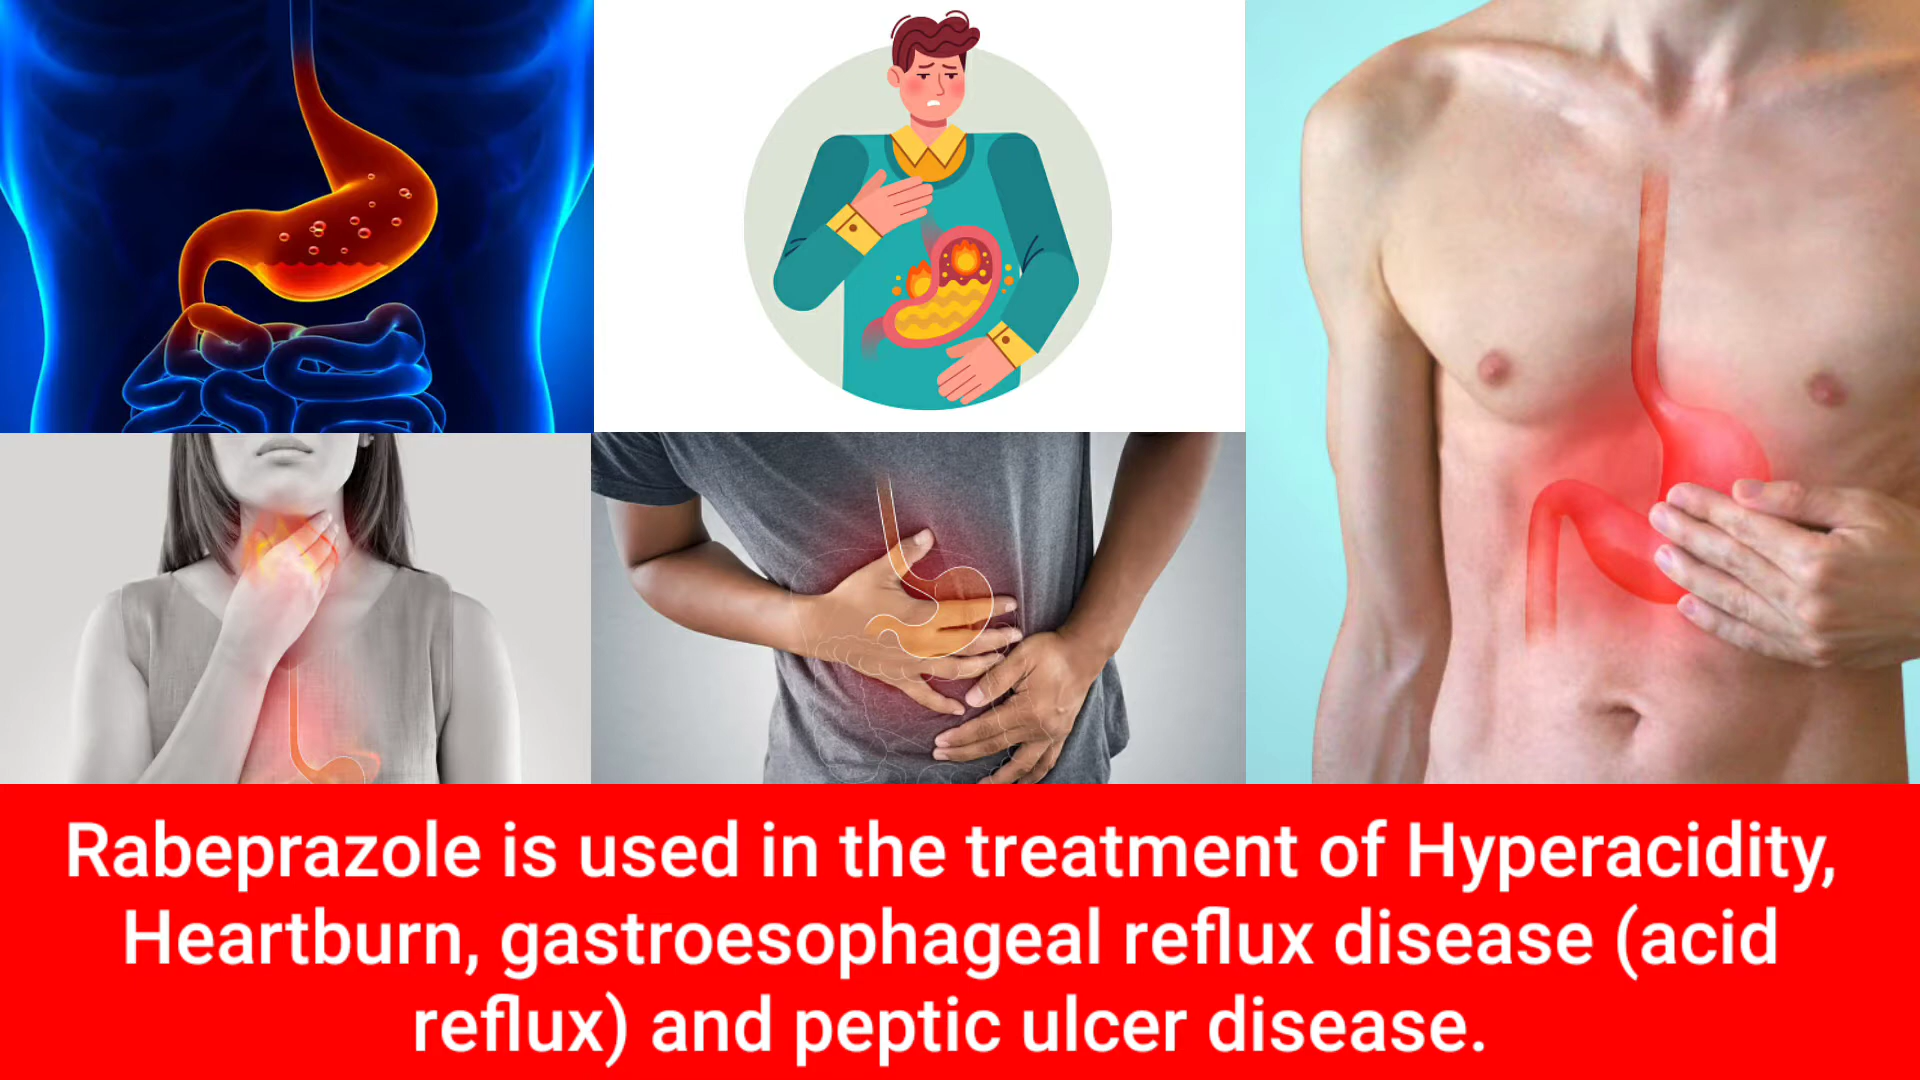 Rabeprazole is used in the treatment of Hyperacidity,
Heartburn, gastroesophageal reflux disease (acid
reflux) and peptic ulcer disease.